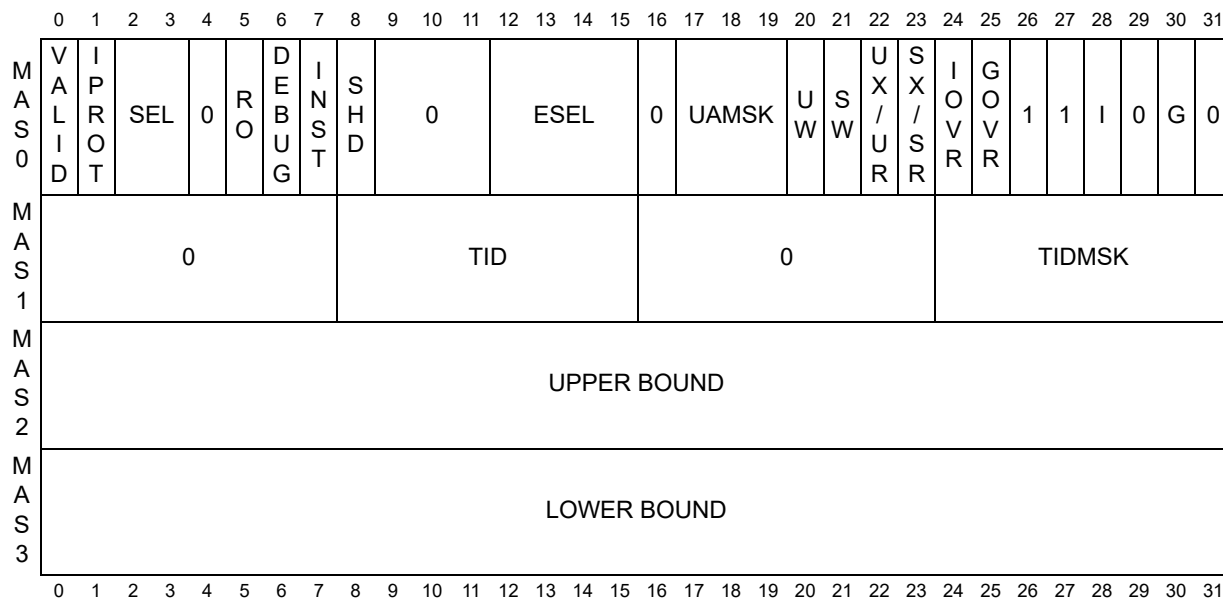 0 1 2 3 4 5 6 7 8 9 10 11 12 13 14 15 16 17 18 19 20 21 22 23 24 25 26 27 28 29 30 31
MAS0 VALID IPROT SEL 0 RO DEBUG INST SHD 0 ESEL 0 UAMSK UW SW UX/UR SX/SR IOVR GOVR 1 1 I 0 G 0
MAS1 0 TID 0 TIDMSK
MAS2 UPPER BOUND
MAS3 LOWER BOUND
0 1 2 3 4 5 6 7 8 9 10 11 12 13 14 15 16 17 18 19 20 21 22 23 24 25 26 27 28 29 30 31